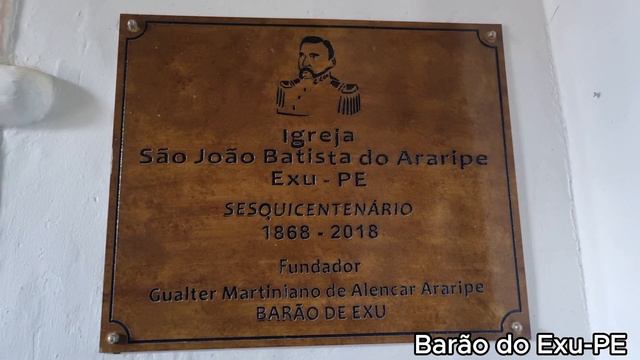 Igreja
São João Batista do Araripe
Exu - PE
SESQUICENTENÁRIO
1868 - 2018
Fundador
Gualter Martiniano de Alencar Araripe
BARÃO DE EXU
Barão do Exu-PE